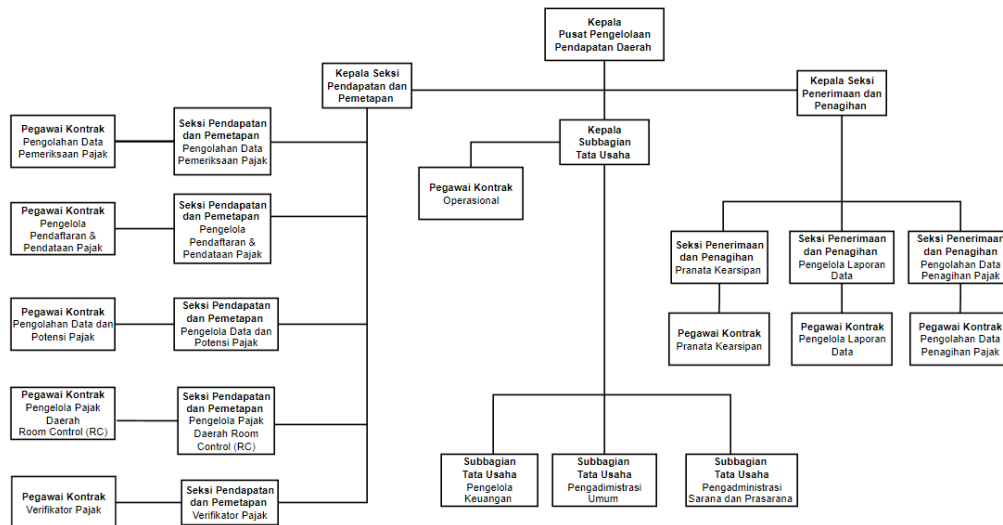 Kepala
Pusat Pengelolaan
Pendapatan Daerah
Kepala Seksi
Pendapatan dan
Pemetapan
Kepala Seksi
Penerimaan dan
Penagihan
Kepala
Subbagian
Tata Usaha
Pegawai Kontrak
Operasional
Pegawai Kontrak
Pengolahan Data
Pemeriksaan Pajak
Seksi Pendapatan
dan Pemetapan
Pengolahan Data
Pemeriksaan Pajak
Pegawai Kontrak
Pengelola
Pendaftaran &
Pendataan Pajak
Seksi Pendapatan
dan Pemetapan
Pengelola
Pendaftaran &
Pendataan Pajak
Pegawai Kontrak
Pengolahan Data dan
Potensi Pajak
Seksi Pendapatan
dan Pemetapan
Pengelola Data dan
Potensi Pajak
Pegawai Kontrak
Pengelola Pajak
Daerah
Room Control (RC)
Seksi Pendapatan
dan Pemetapan
Pengelola Pajak
Daerah Room
Control (RC)
Pegawai Kontrak
Verifikator Pajak
Seksi Pendapatan
dan Pemetapan
Verifikator Pajak
Seksi Penerimaan
dan Penagihan
Pranata Kearsipan
Seksi Penerimaan
dan Penagihan
Pengelola Laporan
Data
Seksi Penerimaan
dan Penagihan
Pengolahan Data
Penagihan Pajak
Pegawai Kontrak
Pranata Kearsipan
Pegawai Kontrak
Pengelola Laporan
Data
Pegawai Kontrak
Pengolahan Data
Penagihan Pajak
Subbagian
Tata Usaha
Pengelola
Keuangan
Subbagian
Tata Usaha
Pengadimistrasi
Umum
Subbagian
Tata Usaha
Pengadministrasi
Sarana dan Prasarana